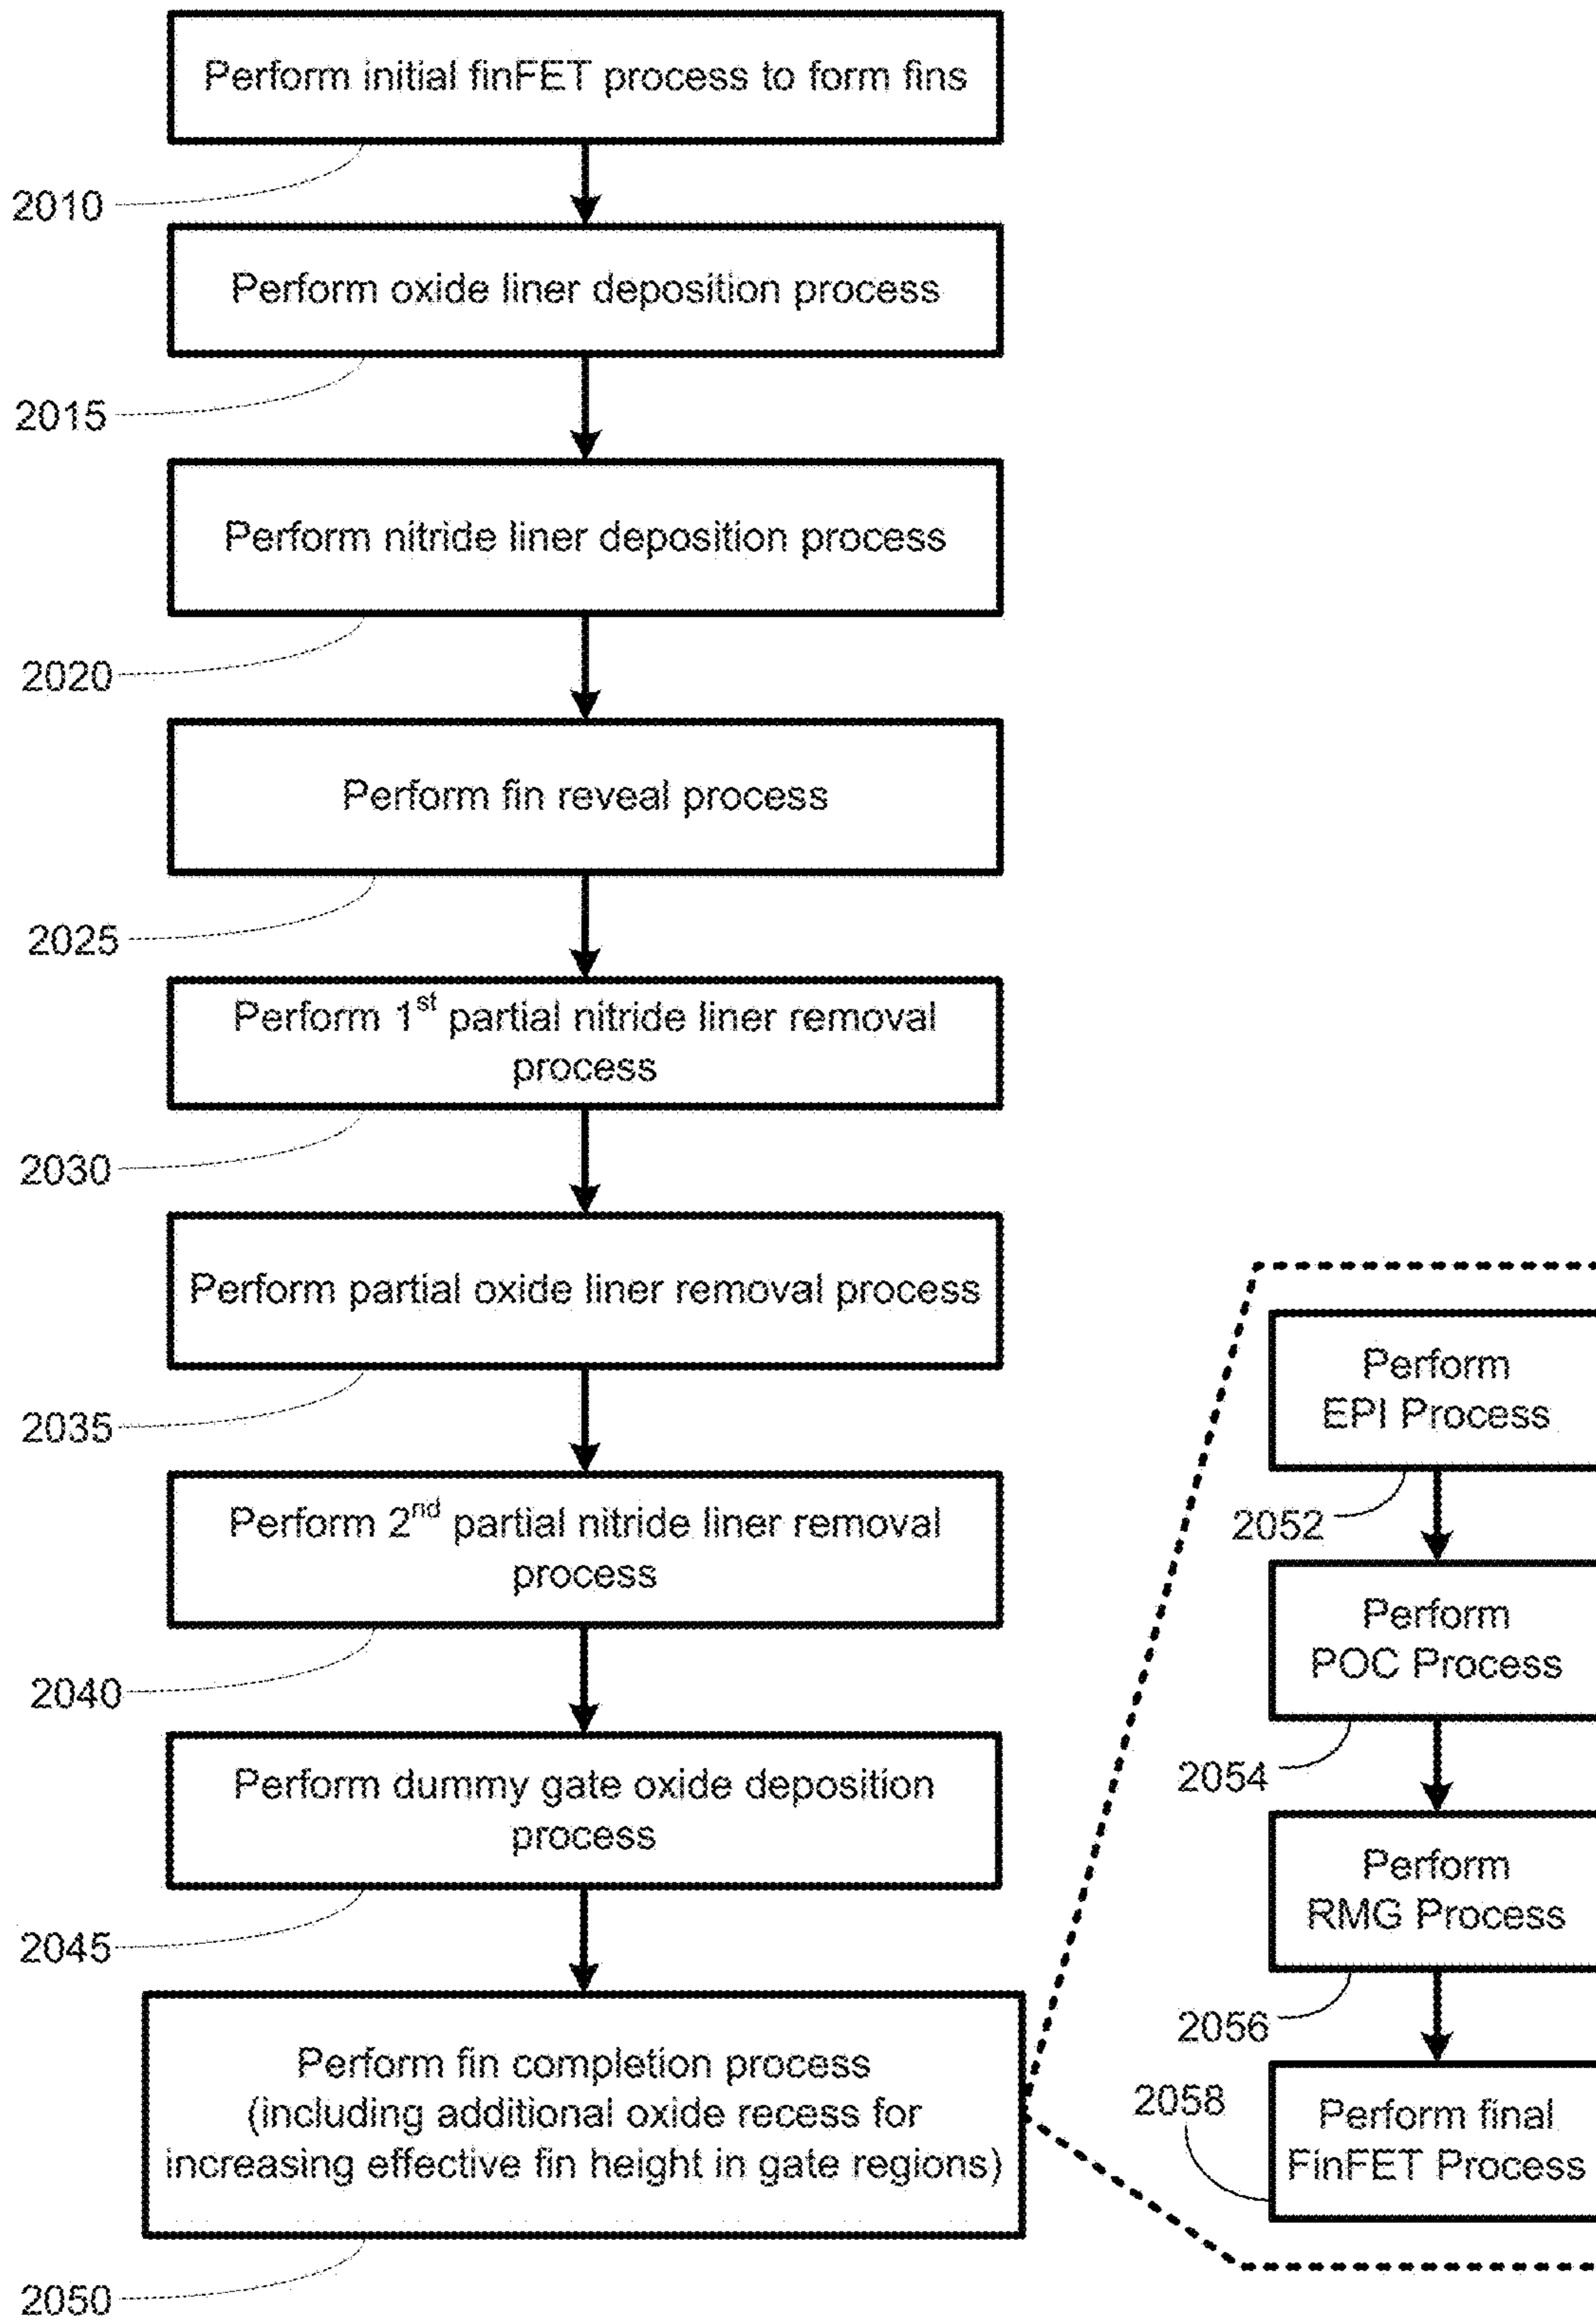 Perform initial finFET process to form fins
2010
Perform oxide liner deposition process
2015
Perform nitride liner deposition process
2020
Perform fin reveal process
2025
Perform 1st partial nitride liner removal
process
2030
Perform partial oxide liner removal process
2035
Perform 2nd partial nitride liner removal
process
2040
Perform dummy gate oxide deposition
process
2045
Perform fin completion process
(including additional oxide recess for
increasing effective fin height in gate regions)
2050
Perform
EPI Process
2052
Perform
POC Process
2054
Perform
RMG Process
2056
Perform final
FinFET Process
2058